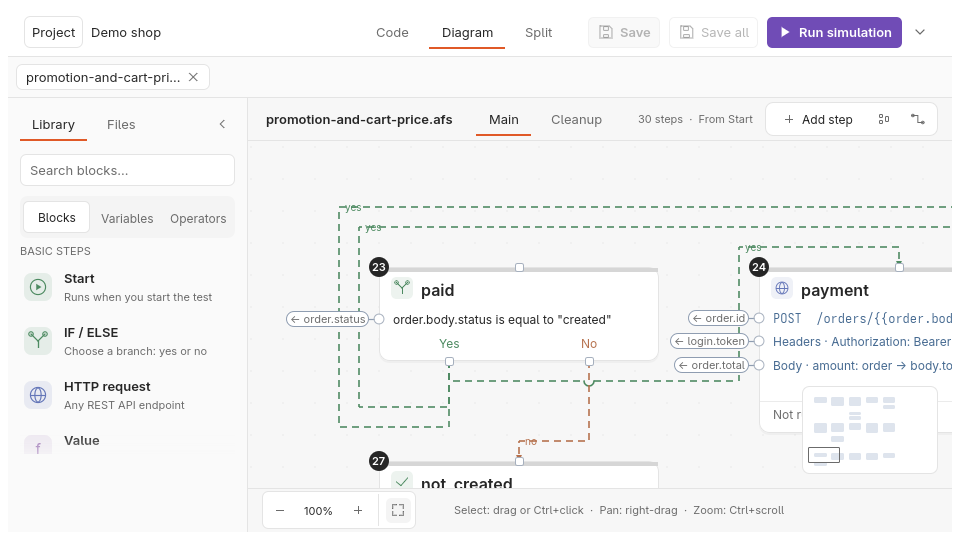 Project Demo shop Code Diagram Split Save Save all Run simulation
promotion-and-cart-pri...
Library Files promotion-and-cart-price.afs Main Cleanup 30 steps · From Start Add step
Search blocks...
Blocks Variables Operators
BASIC STEPS
Start
Runs when you start the test
IF / ELSE
Choose a branch: yes or no
HTTP request
Any REST API endpoint
Value
yes
yes
yes
23
paid
← order.status
order.body.status is equal to "created"
Yes No
24
payment
← order.id
POST /orders/{{order.bod
← login.token
Headers · Authorization: Bearer
← order.total
Body · amount: order → body.to
Not r
no
27
not_created
100%
Select: drag or Ctrl+click · Pan: right-drag · Zoom: Ctrl+scroll